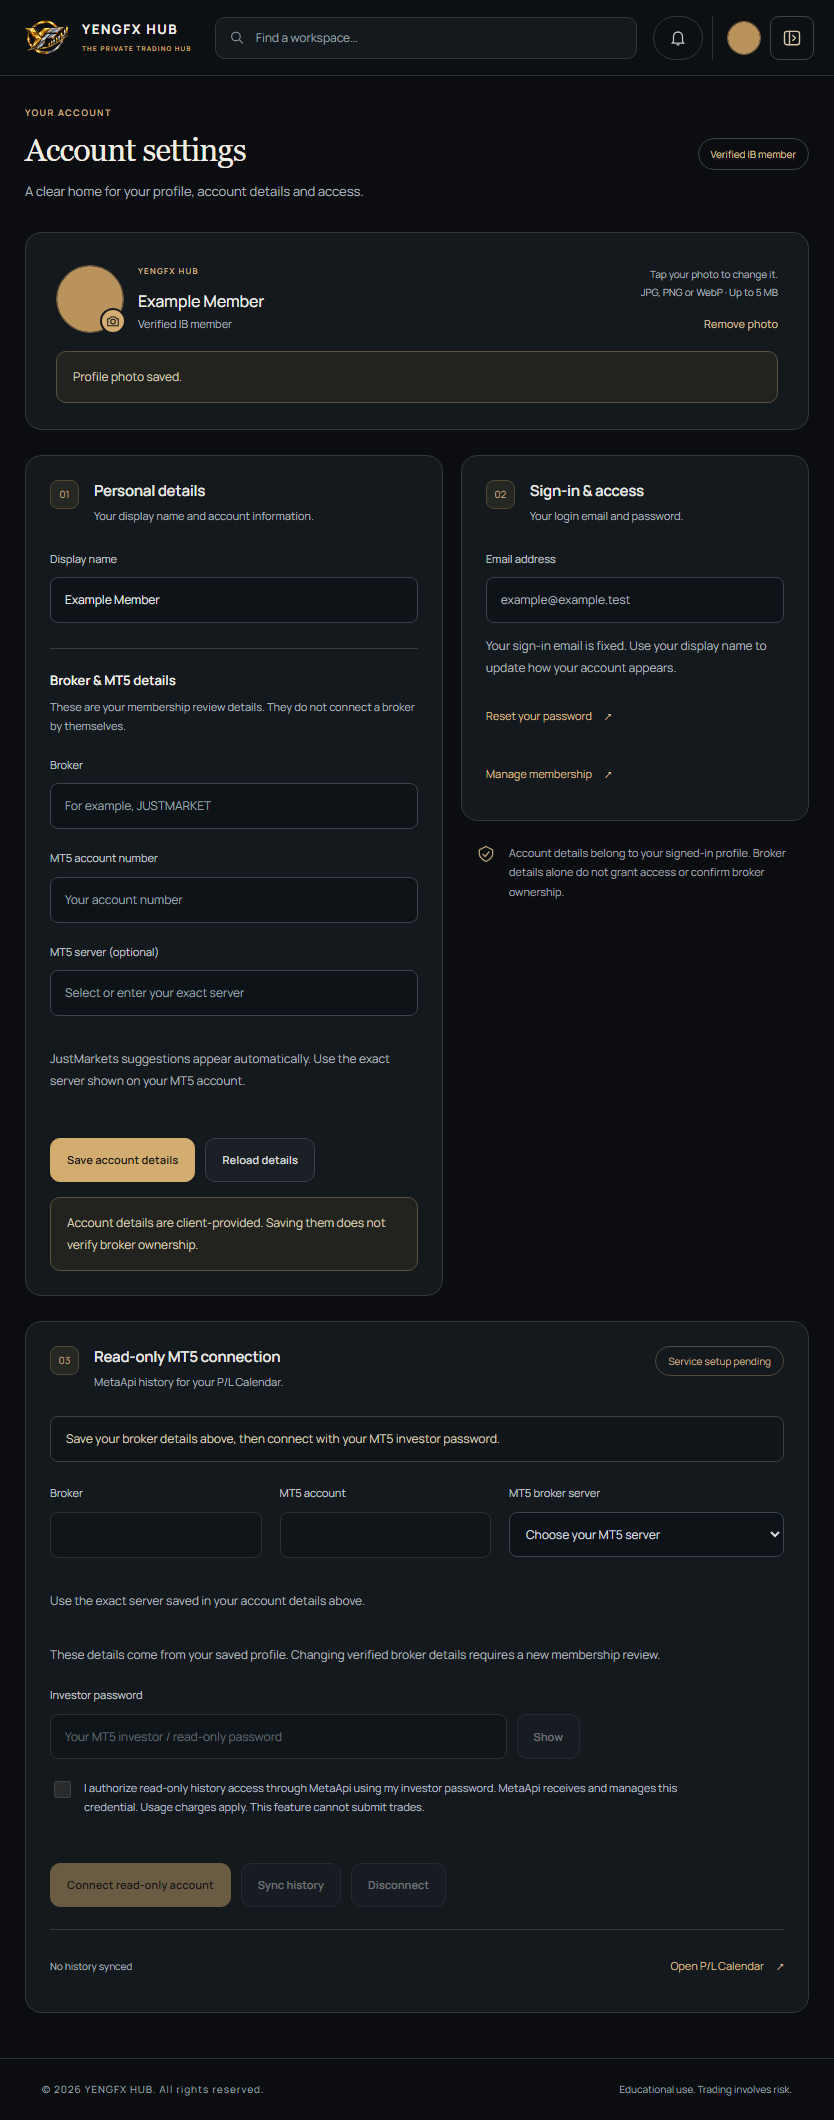 YENGFX HUB
THE PRIVATE TRADING HUB
Find a workspace...
YOUR ACCOUNT
Account settings
Verified IB member
A clear home for your profile, account details and access.
YENGFX HUB
Example Member
Verified IB member
Tap your photo to change it.
JPG, PNG or WebP · Up to 5 MB
Remove photo
Profile photo saved.
01
Personal details
Your display name and account information.
Display name
Example Member
Broker & MT5 details
These are your membership review details. They do not connect a broker
by themselves.
Broker
For example, JUSTMARKET
MT5 account number
Your account number
MT5 server (optional)
Select or enter your exact server
JustMarkets suggestions appear automatically. Use the exact
server shown on your MT5 account.
Save account details
Reload details
Account details are client-provided. Saving them does not
verify broker ownership.
02
Sign-in & access
Your login email and password.
Email address
example@example.test
Your sign-in email is fixed. Use your display name to
update how your account appears.
Reset your password ↗
Manage membership ↗
Account details belong to your signed-in profile. Broker
details alone do not grant access or confirm broker
ownership.
03
Read-only MT5 connection
MetaApi history for your P/L Calendar.
Service setup pending
Save your broker details above, then connect with your MT5 investor password.
Broker
MT5 account
MT5 broker server
Choose your MT5 server
Use the exact server saved in your account details above.
These details come from your saved profile. Changing verified broker details requires a new membership review.
Investor password
Your MT5 investor / read-only password
Show
I authorize read-only history access through MetaApi using my investor password. MetaApi receives and manages this
credential. Usage charges apply. This feature cannot submit trades.
Connect read-only account
Sync history
Disconnect
No history synced
Open P/L Calendar ↗
© 2026 YENGFX HUB. All rights reserved.
Educational use. Trading involves risk.